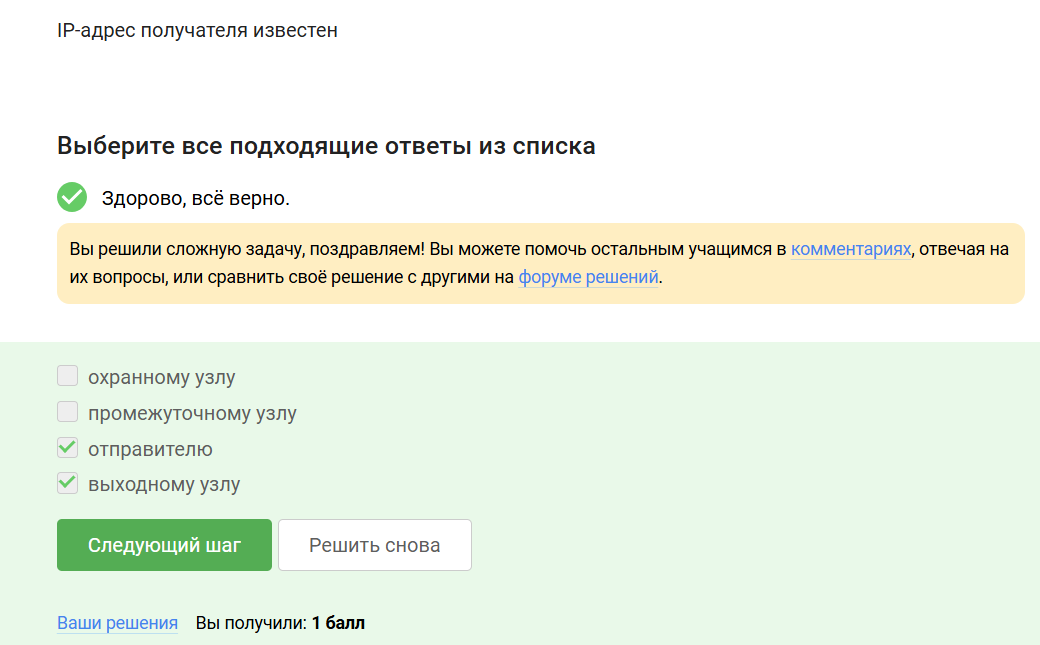 IP-адрес получателя известен
Выберите все подходящие ответы из списка
Здорово, всё верно.
Вы решили сложную задачу, поздравляем! Вы можете помочь остальным учащимся в комментариях, отвечая на
их вопросы, или сравнить своё решение с другими на форуме решений.
охранному узлу
промежуточному узлу
отправителю
выходному узлу
Следующий шаг Решить снова
Ваши решения Вы получили: 1 балл